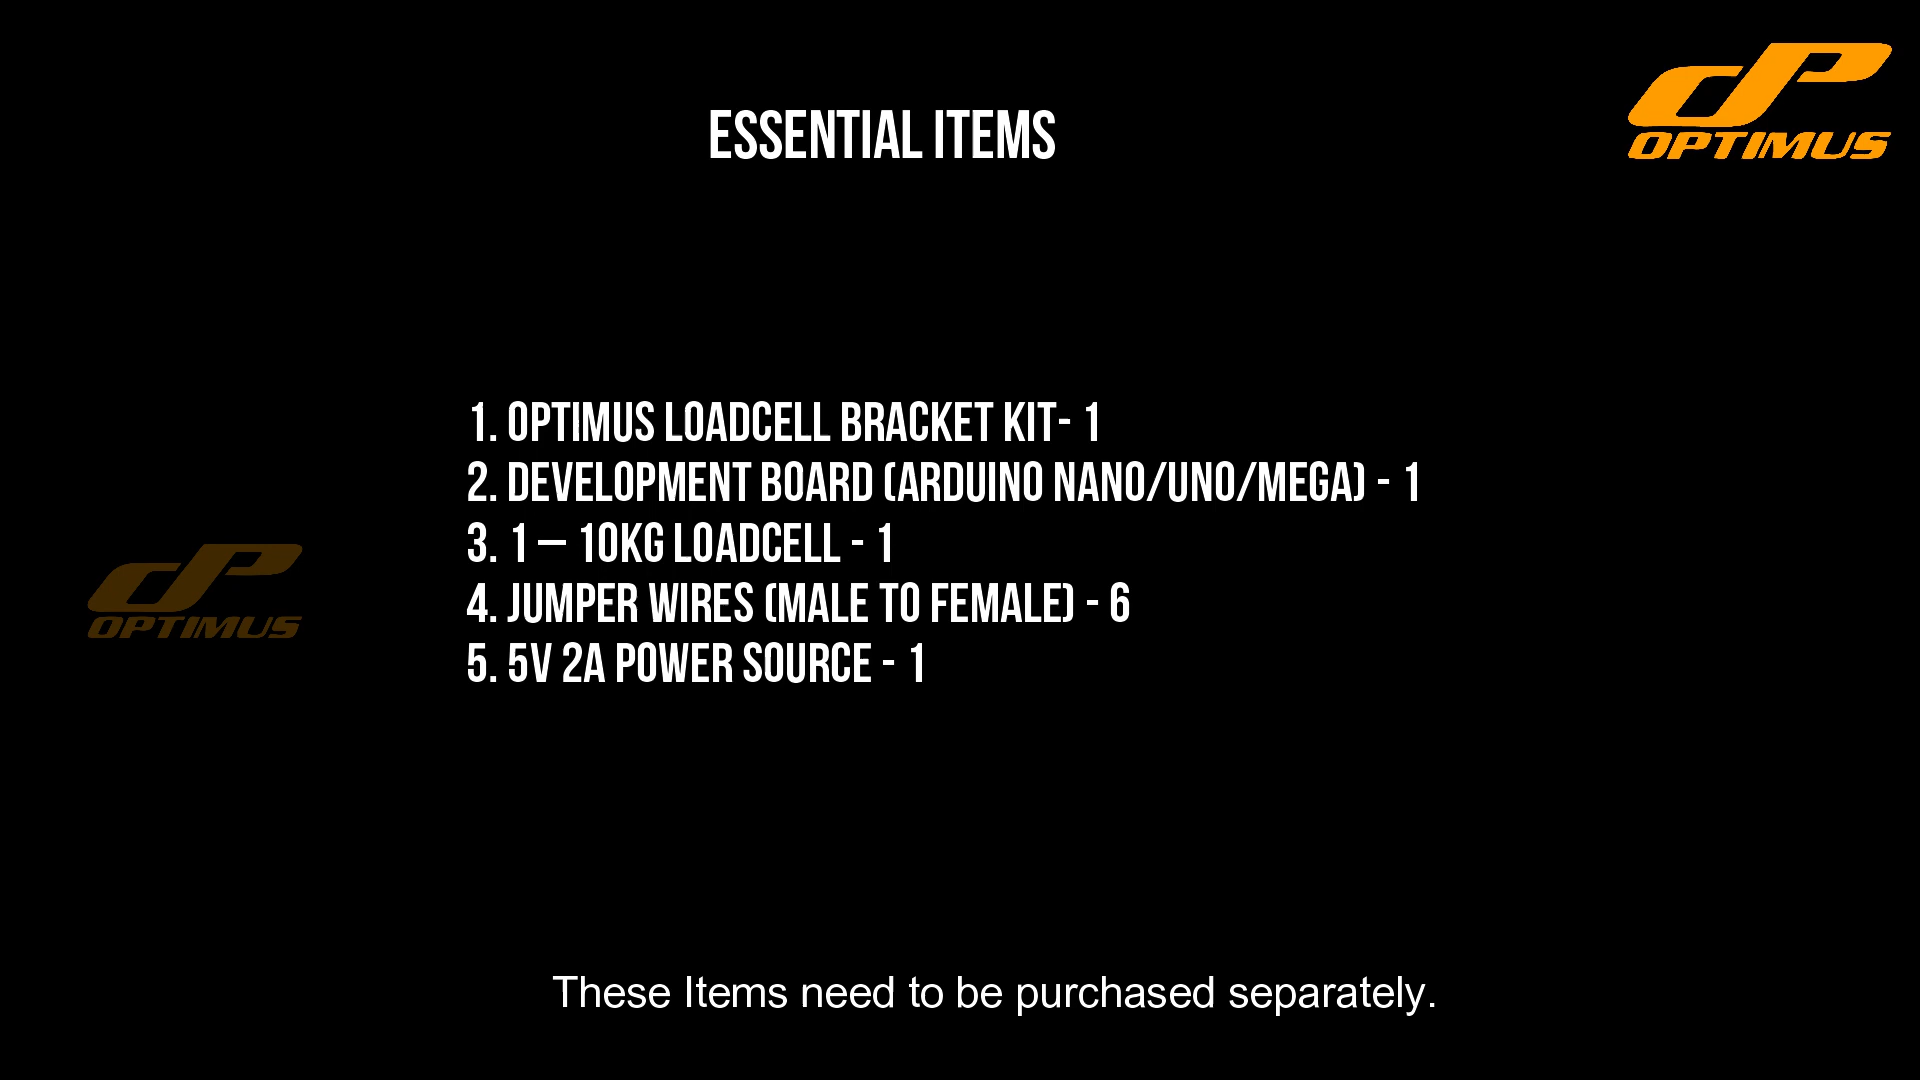 dP
OPTIMUS
ESSENTIAL ITEMS
1. OPTIMUS LOADCELL BRACKET KIT- 1
2. DEVELOPMENT BOARD (ARDUINO NANO/UNO/MEGA) - 1
3. 1 – 10KG LOADCELL - 1
4. JUMPER WIRES (MALE TO FEMALE) - 6
5. 5V 2A POWER SOURCE - 1
dP
OPTIMUS
These Items need to be purchased separately.